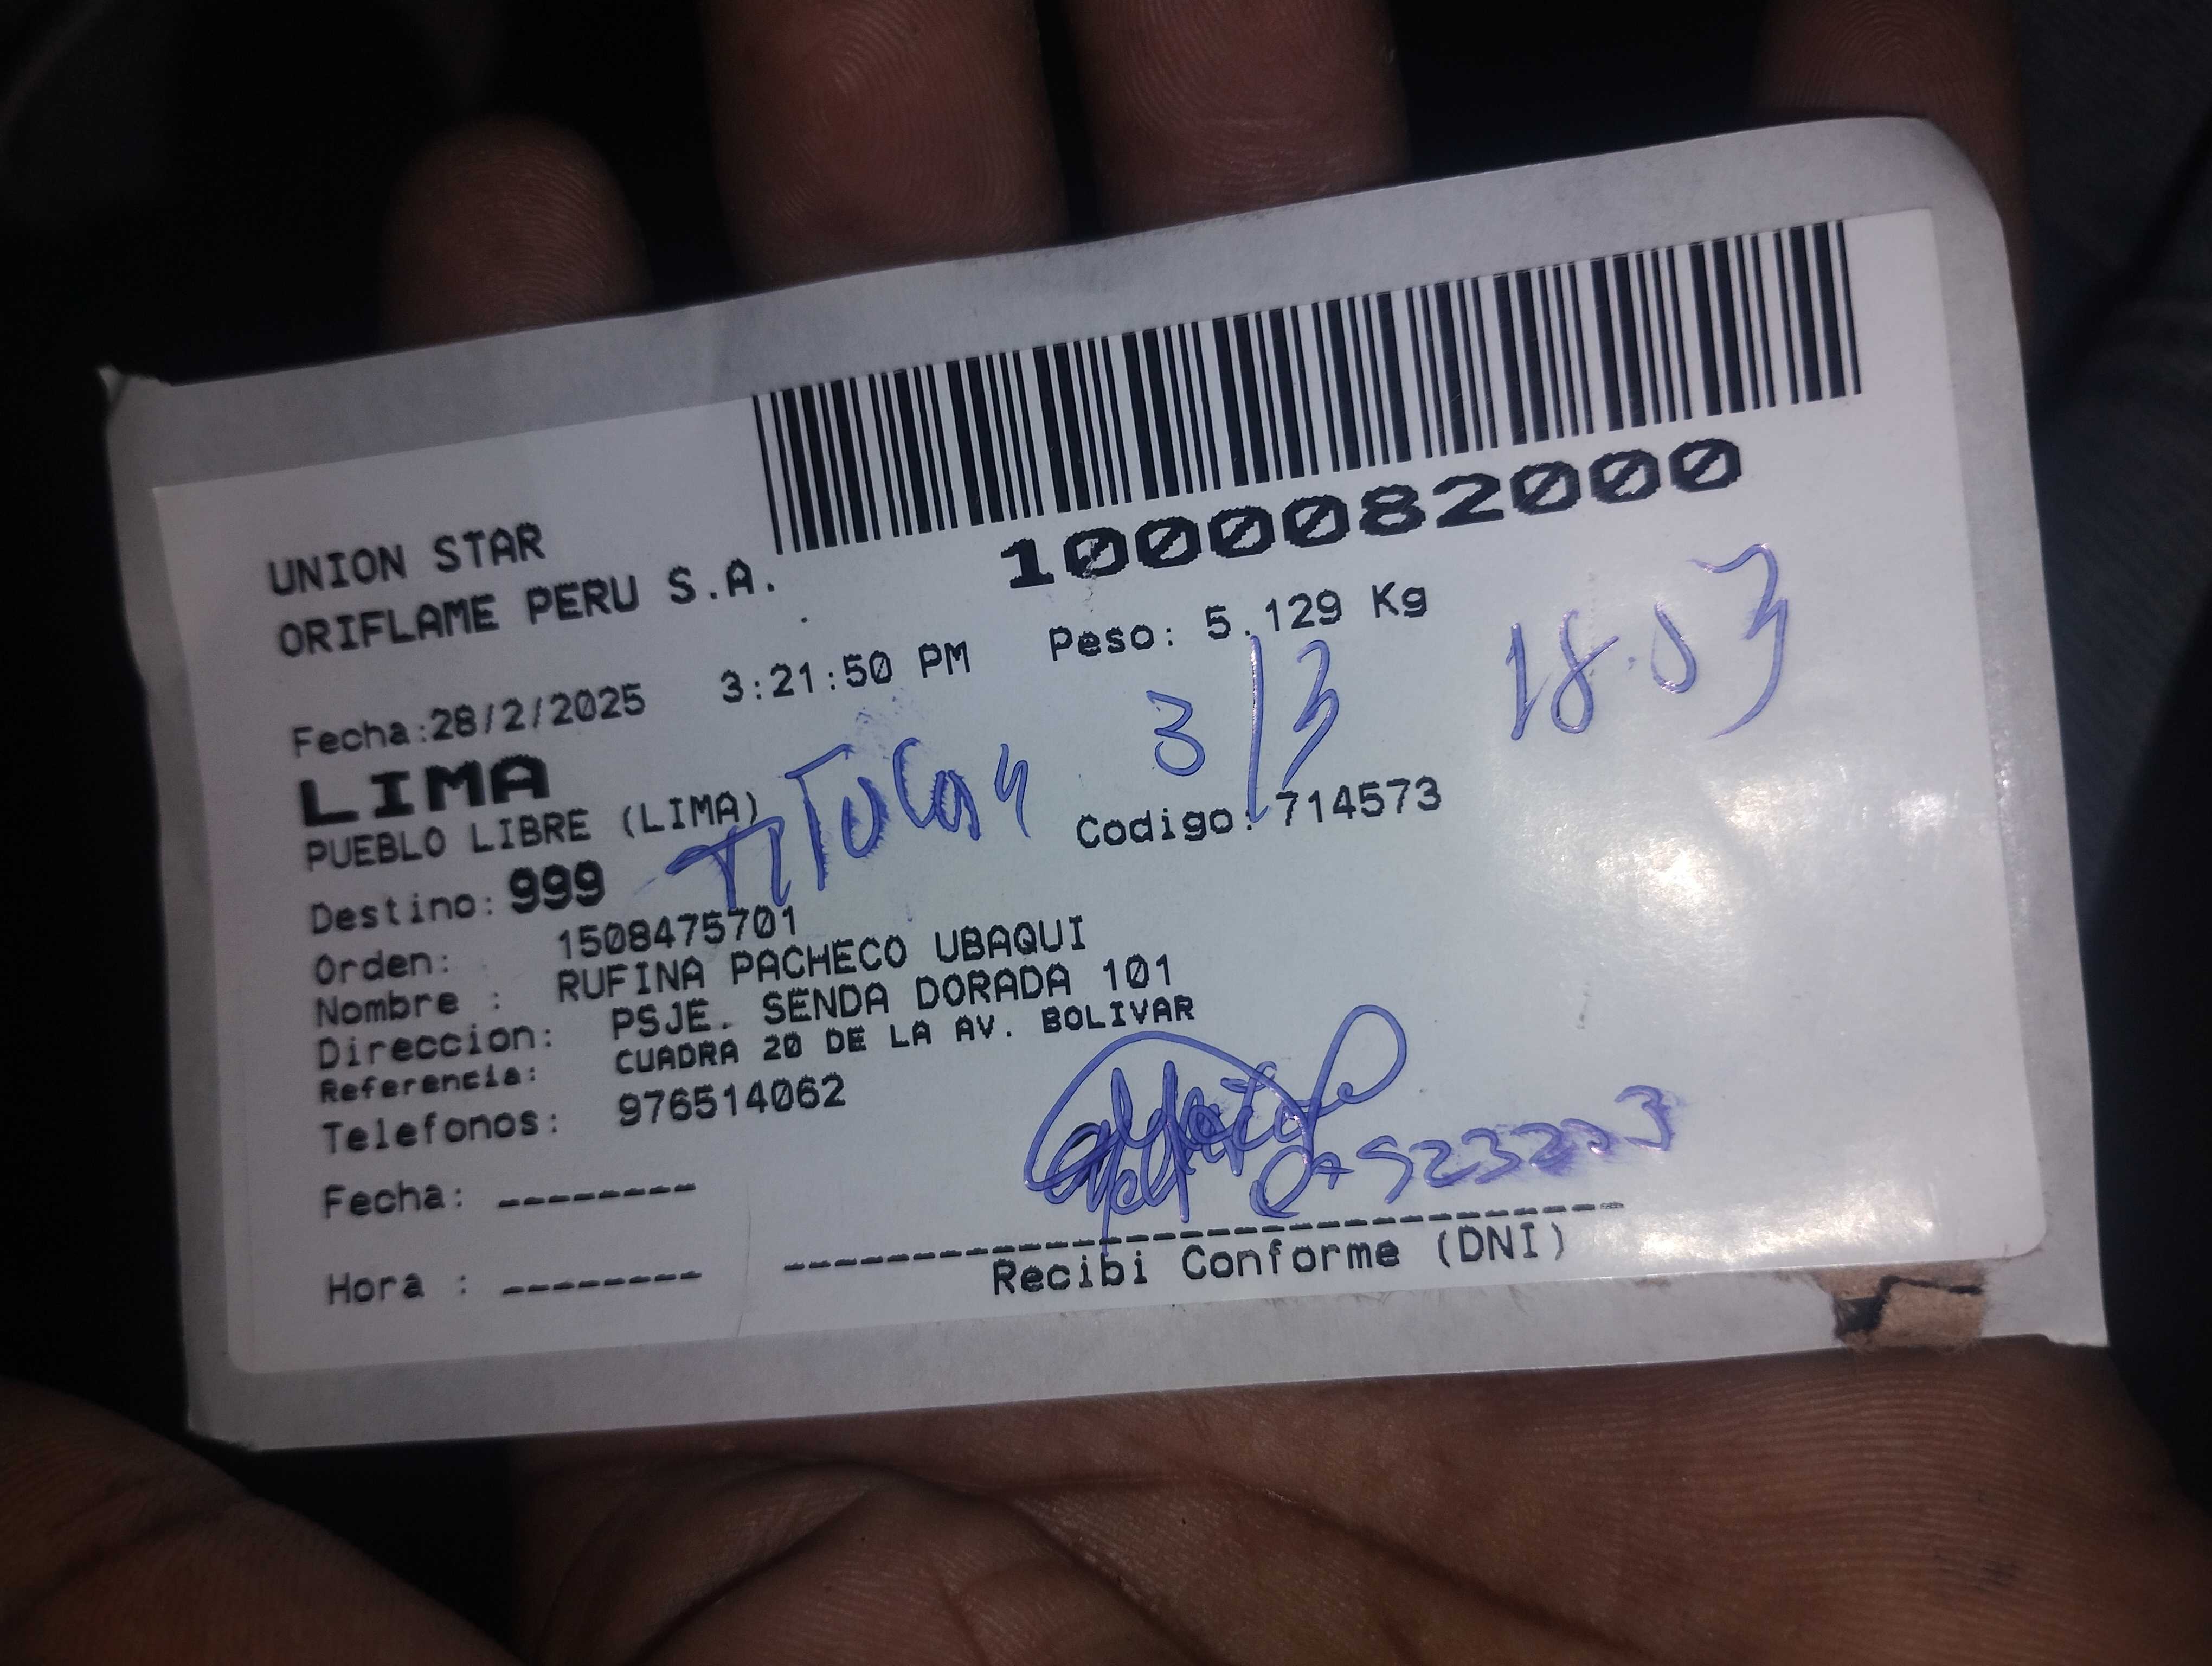 1000082000
UNION STAR
ORIFLAME PERU S.A.
Fecha:28/2/2025 3:21:50 PM Peso: 5.129 Kg
LIMA 3/3 18:03
PUEBLO LIBRE (LIMA) TITULAR Codigo: 714573
Destino: 999
Orden: 1508475701
Nombre : RUFINA PACHECO UBAQUI
Direccion: PSJE. SENDA DORADA 101
Referencia: CUADRA 20 DE LA AV. BOLIVAR
Telefonos: 976514062
Fecha: --------
Hora : --------
Recibi Conforme (DNI)